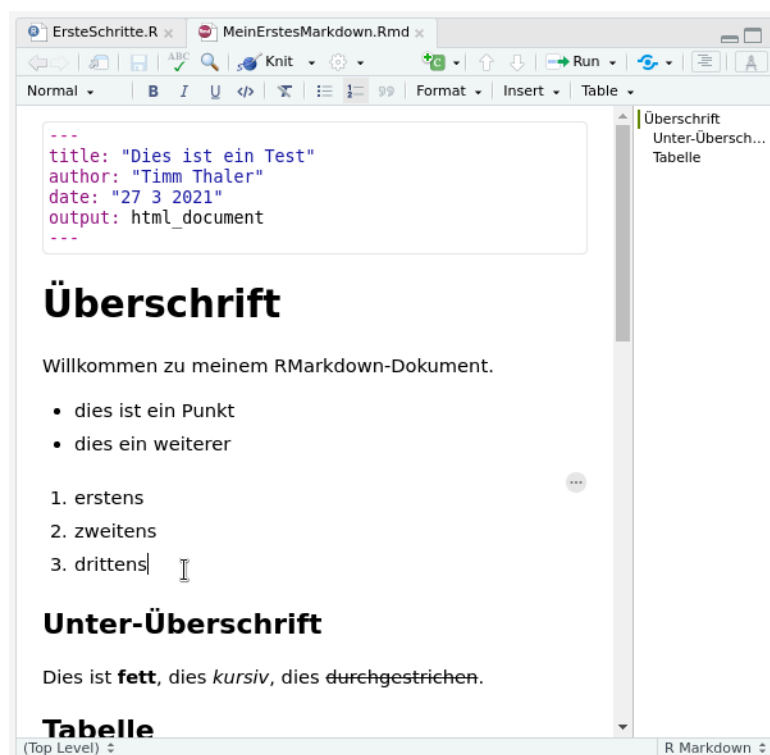 ErsteSchritte.R × MeinErstesMarkdown.Rmd ×
ABC Knit Run A
Normal B I U </> Format Insert Table
---
title: "Dies ist ein Test"
author: "Timm Thaler"
date: "27 3 2021"
output: html_document
---
Überschrift
Willkommen zu meinem RMarkdown-Dokument.
• dies ist ein Punkt
• dies ein weiterer
1. erstens
2. zweitens
3. drittens
Unter-Überschrift
Dies ist fett, dies kursiv, dies durchgestrichen.
Tabelle
Überschrift
Unter-Übersch...
Tabelle
(Top Level) R Markdown